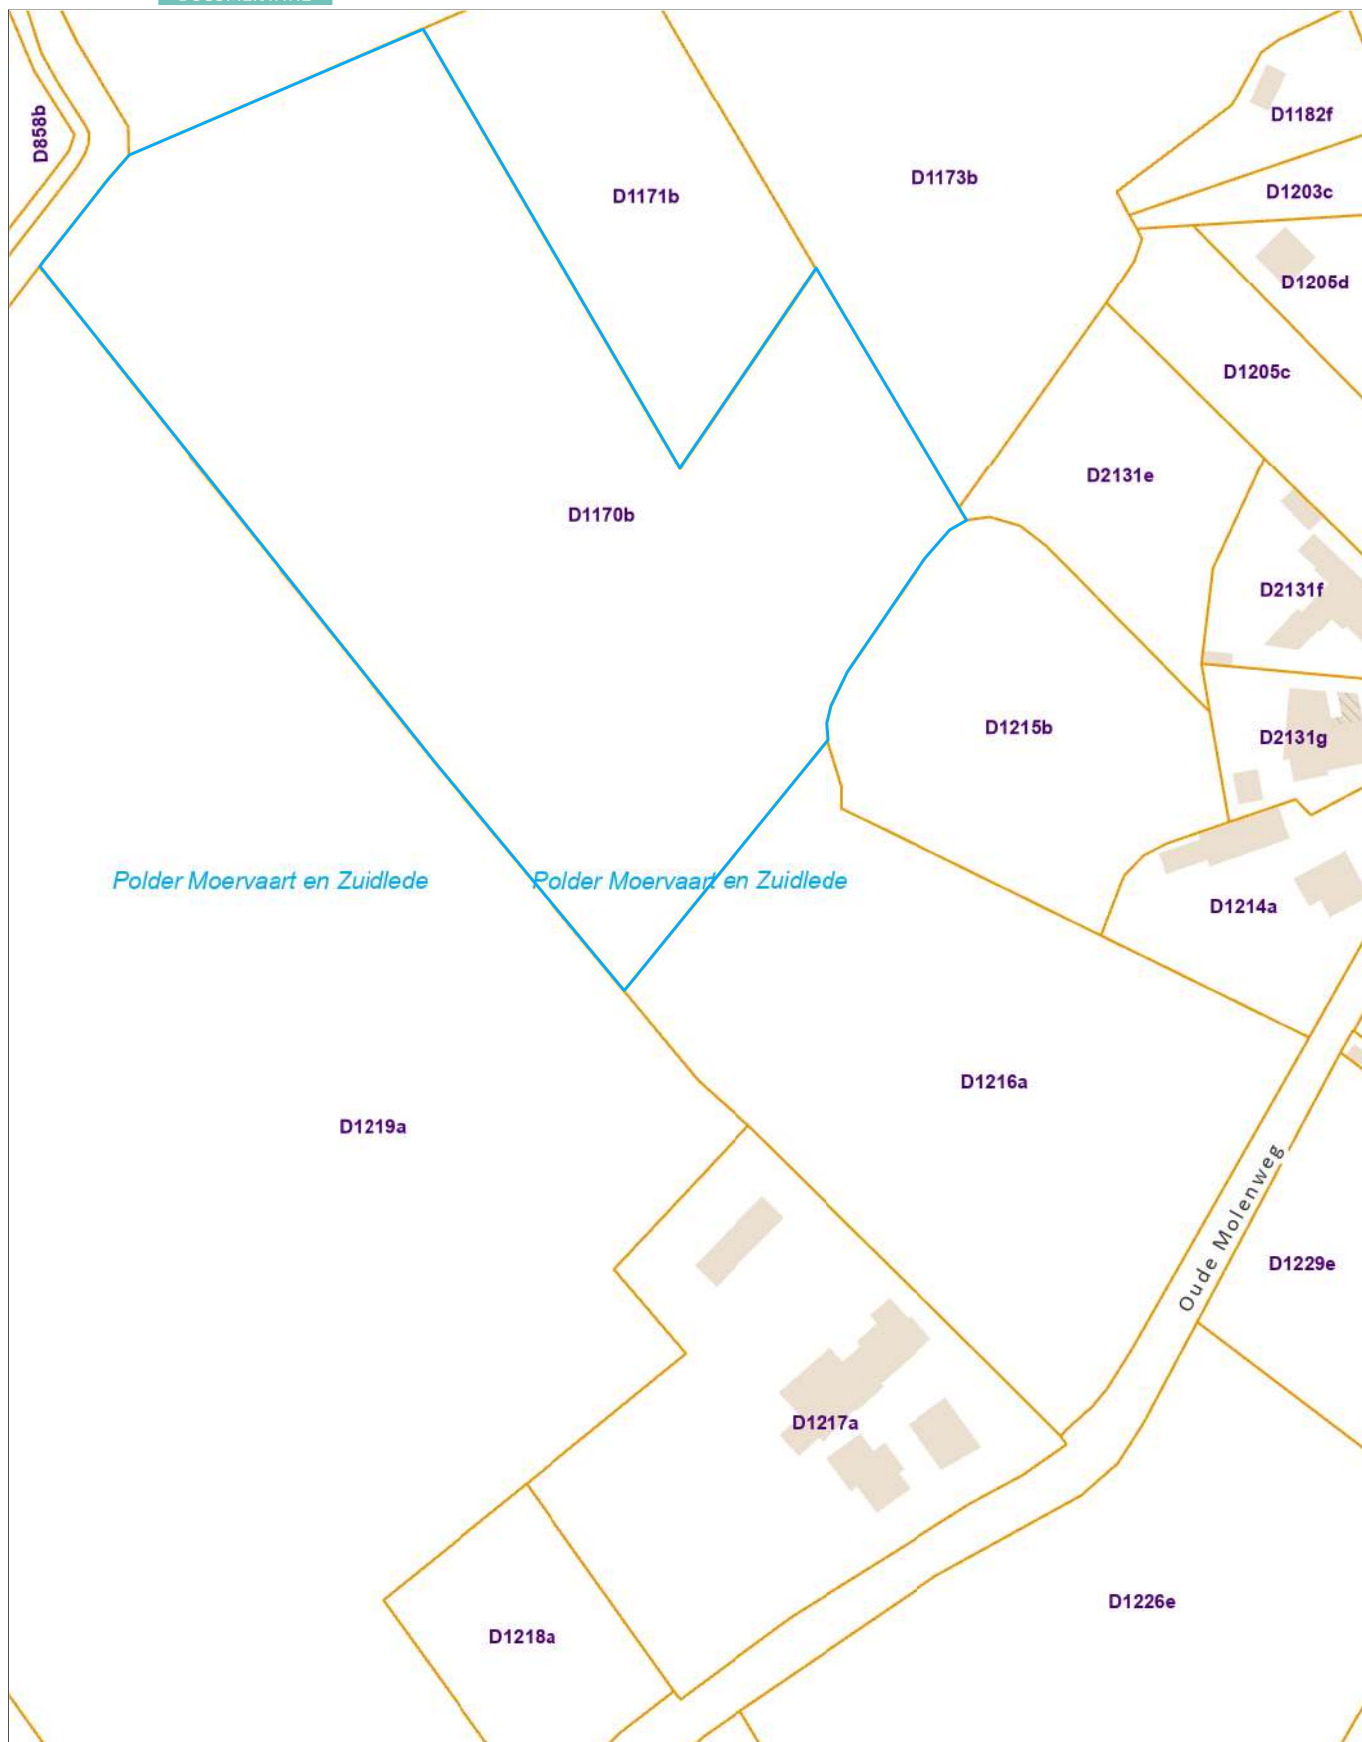 D858b
D1182f
D1173b
D1171b
D1203c
D1205d
D1205c
D2131e
D1170b
D2131f
D1215b
D2131g
Polder Moervaart en Zuidlede
Polder Moervaart en Zuidlede
D1214a
D1216a
D1219a
Oude Molenweg
D1229e
D1217a
D1226e
D1218a